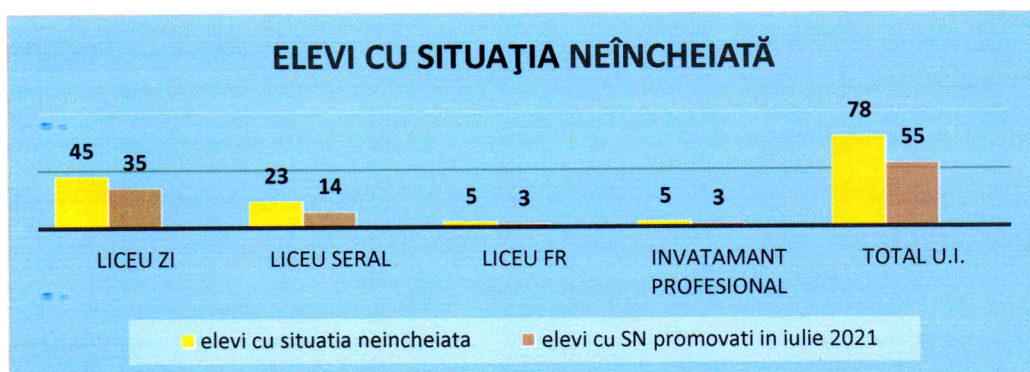 ELEVI CU SITUAŢIA NEÎNCHEIATĂ
45 35 23 14 5 3 5 3 78 55
LICEU ZI LICEU SERAL LICEU FR INVATAMANT PROFESIONAL TOTAL U.I.
elevi cu situatia neincheiata elevi cu SN promovati in iulie 2021